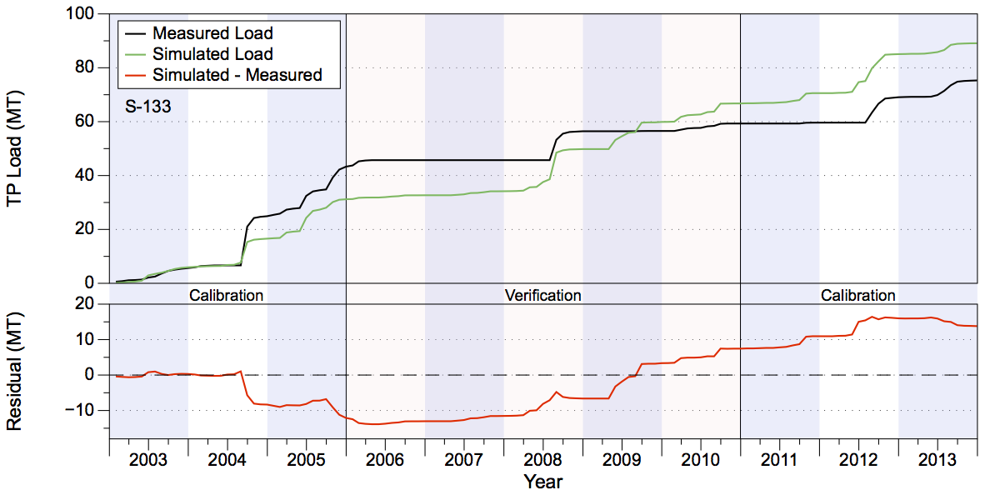 100
80
60
40
20
0
TP Load (MT)
Measured Load
Simulated Load
Simulated - Measured
S-133
Calibration Verification Calibration
20
10
0
−10
Residual (MT)
2003 2004 2005 2006 2007 2008 2009 2010 2011 2012 2013
Year